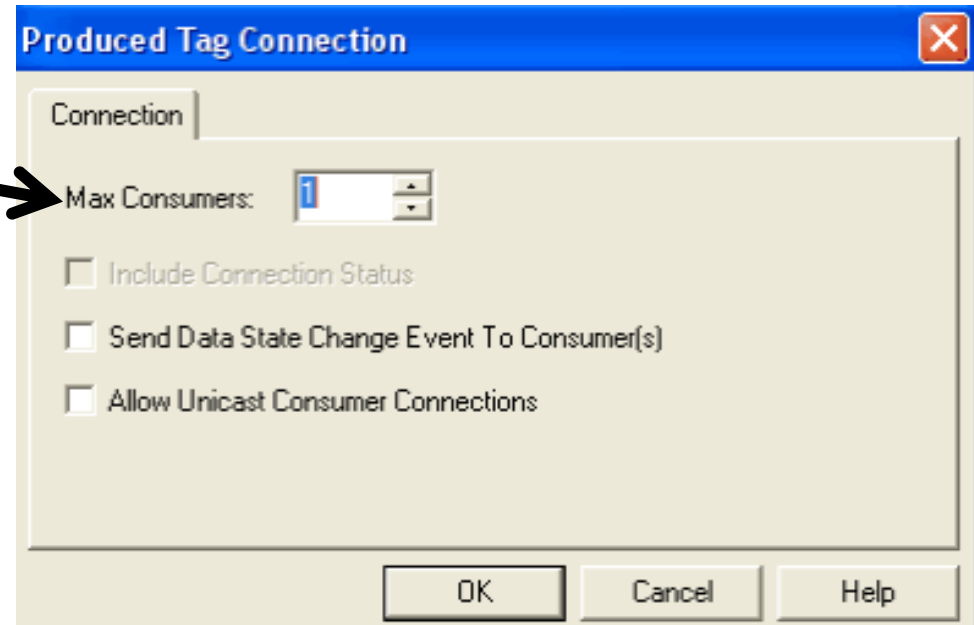 Produced Tag Connection
Connection
Max Consumers: 1
Include Connection Status
Send Data State Change Event To Consumer(s)
Allow Unicast Consumer Connections
OK Cancel Help